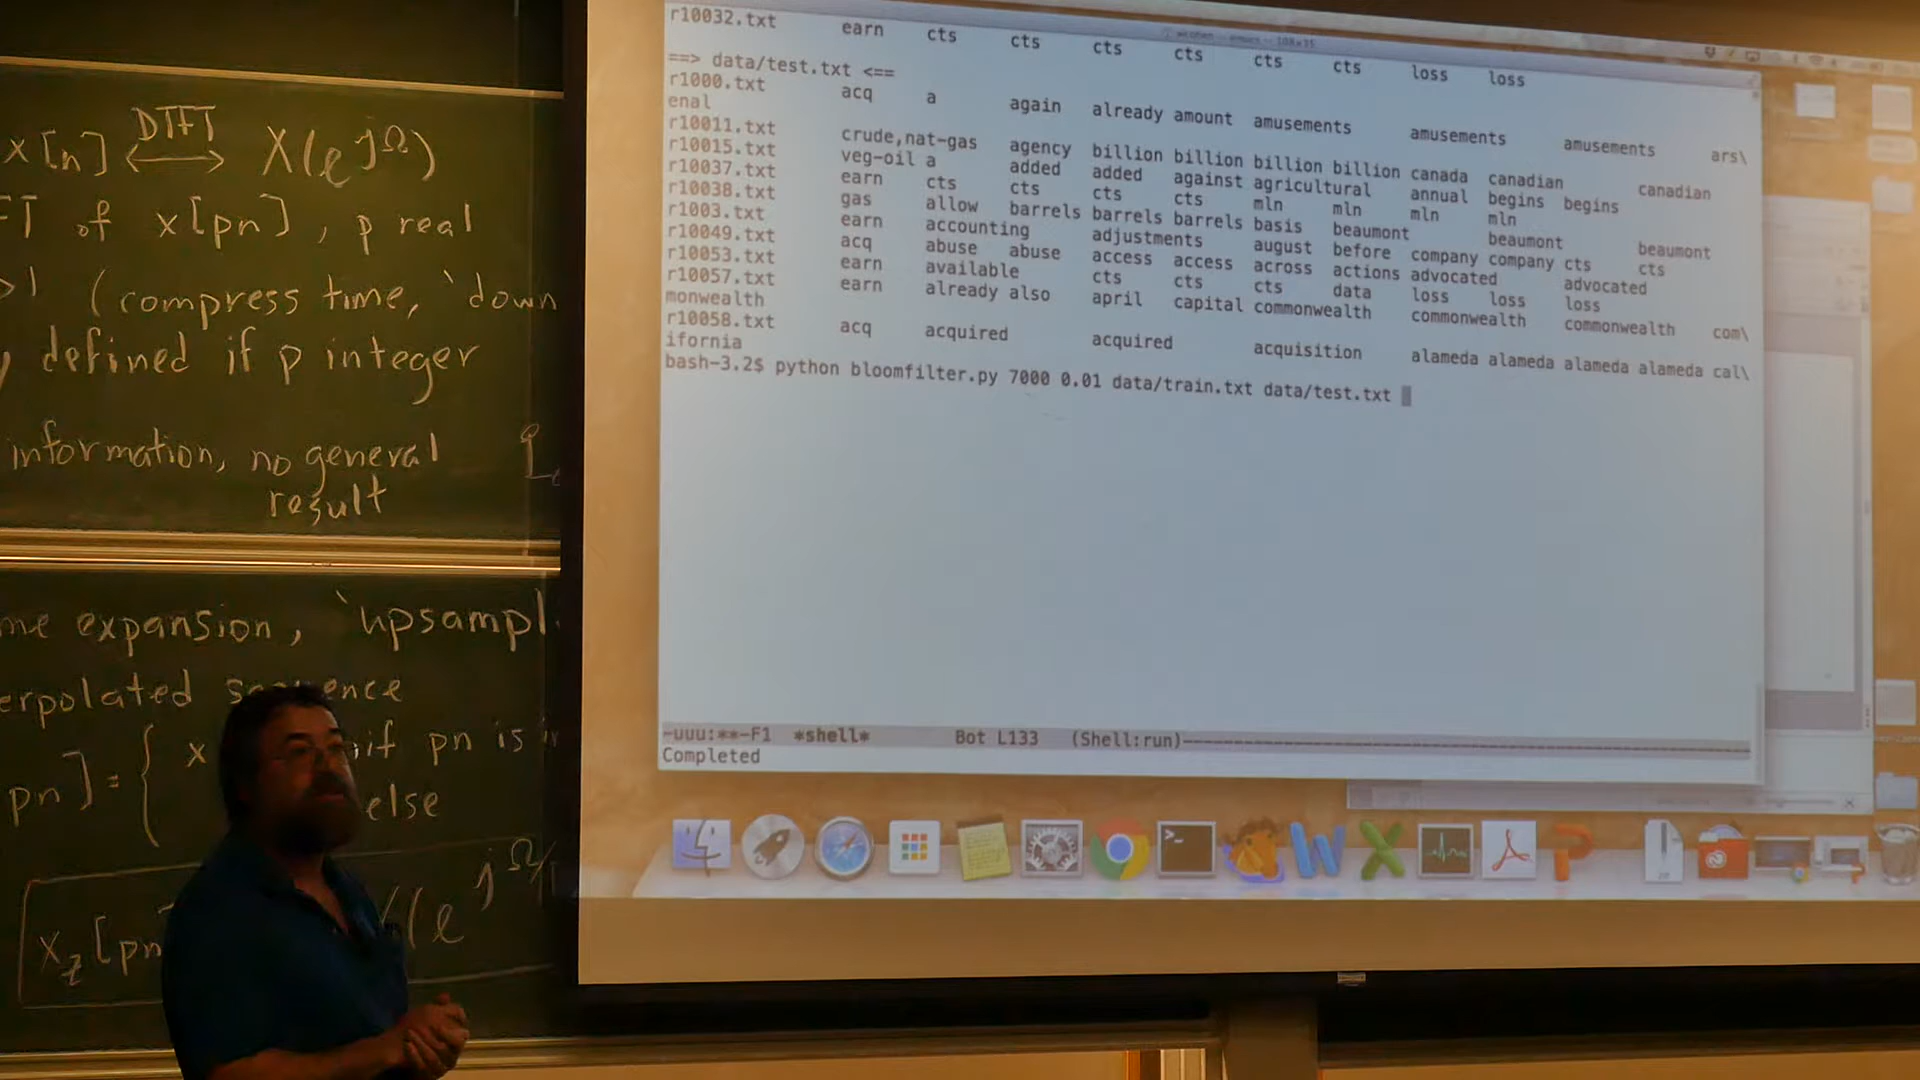 x[n] DTFT X(e^jΩ)
FT of x[pn], p real
>1 (compress time, `down
defined if p integer
information, no general
result
me expansion, `upsampl
erpolated sequence
pn] = { x if pn is i
else
xz[pn (e^jΩ/
r10032.txt earn cts cts cts cts cts cts loss loss
==> data/test.txt <==
r1000.txt acq a again already amount amusements amusements amusements ars\
enal
r10011.txt crude,nat-gas agency billion billion billion billion canada canadian canadian
r10015.txt veg-oil a added added against agricultural annual begins begins
r10037.txt earn cts cts cts cts mln mln mln mln
r10038.txt gas allow barrels barrels barrels basis beaumont beaumont beaumont
r1003.txt earn accounting adjustments august before company company cts cts
r10049.txt acq abuse abuse access access across actions advocated advocated
r10053.txt earn available cts cts cts data loss loss loss
r10057.txt earn already also april capital commonwealth commonwealth commonwealth com\
monwealth
r10058.txt acq acquired acquired acquisition alameda alameda alameda alameda cal\
ifornia
bash-3.2$ python bloomfilter.py 7000 0.01 data/train.txt data/test.txt
-uuu:**-F1 *shell* Bot L133 (Shell:run)
Completed